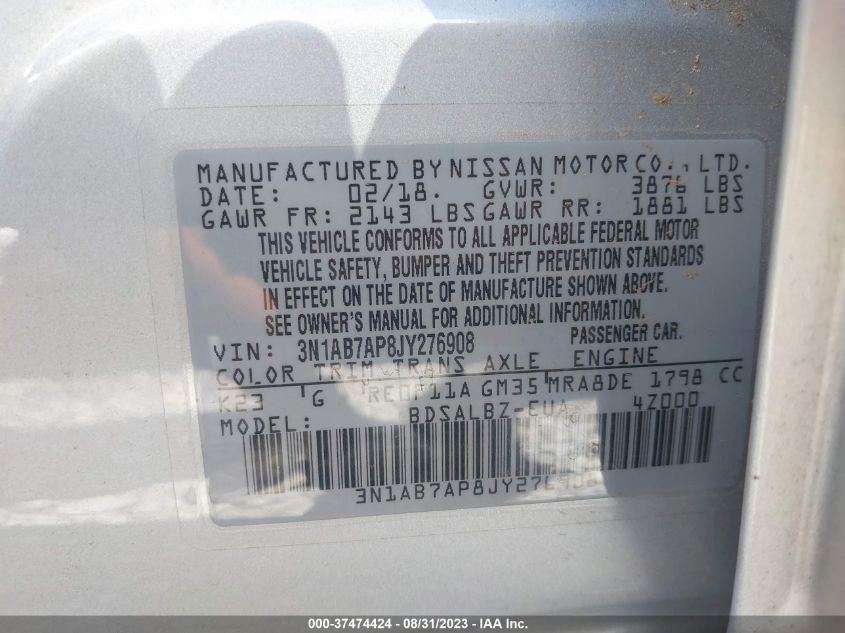 MANUFACTURED BY NISSAN MOTOR CO., LTD.
DATE: 02/18. GVWR: 3876 LBS
GAWR FR: 2143 LBS GAWR RR: 1881 LBS
THIS VEHICLE CONFORMS TO ALL APPLICABLE FEDERAL MOTOR
VEHICLE SAFETY, BUMPER AND THEFT PREVENTION STANDARDS
IN EFFECT ON THE DATE OF MANUFACTURE SHOWN ABOVE.
SEE OWNER'S MANUAL FOR ADDITIONAL INFORMATION.
VIN: 3N1AB7AP8JY276908 PASSENGER CAR.
COLOR TRIM TRANS AXLE ENGINE
K23 G RE0F11A GM35 MRA8DE 1798 CC
MODEL: BDSALBZ-EUA 4Z000
3N1AB7AP8JY276908
000-37474424 - 08/31/2023 - IAA Inc.